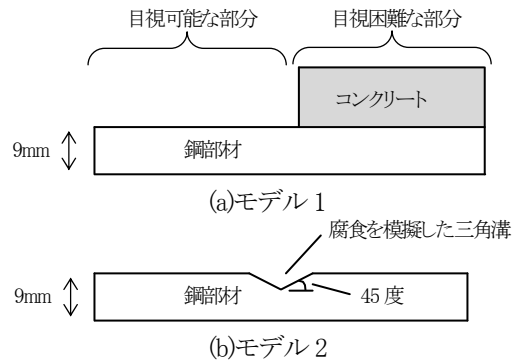 目視可能な部分 目視困難な部分
コンクリート
9mm 鋼部材
(a)モデル1
腐食を模擬した三角溝
9mm 鋼部材 45度
(b)モデル2